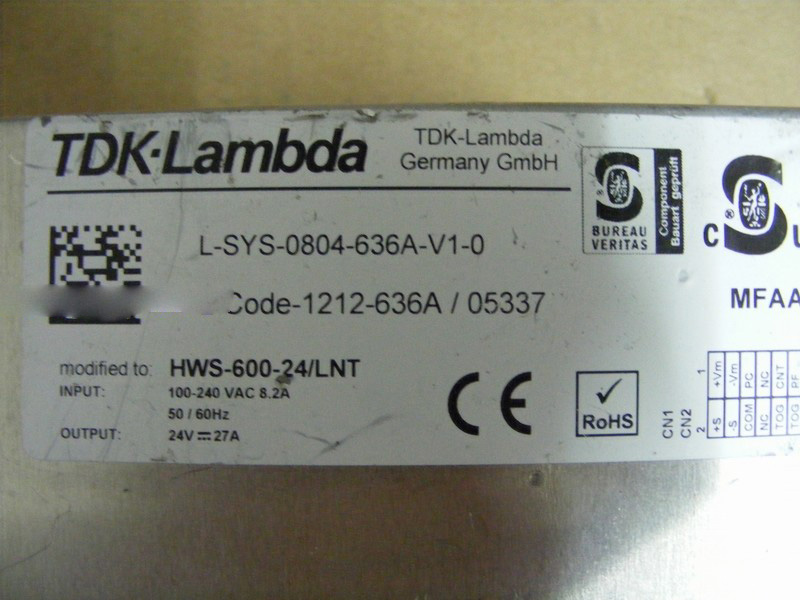 TDK·Lambda
TDK-Lambda
Germany GmbH
BUREAU
VERITAS
Component
Bauart geprüft
C ® U
L-SYS-0804-636A-V1-0
Code-1212-636A / 05337
MFAA
modified to: HWS-600-24/LNT
INPUT: 100-240 VAC 8.2A
50 / 60Hz
OUTPUT: 24V⎓27A
CE
RoHS
CN1
CN2
1
2
+Vm
-Vm
PC
NC
CNT
PF
+S
-S
COM
NC
TOG
TOG